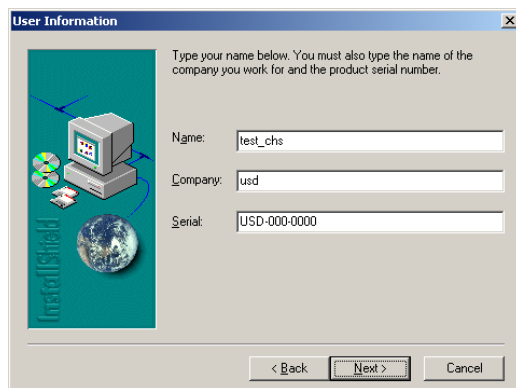 User Information
Type your name below. You must also type the name of the
company you work for and the product serial number.
Name: test_chs
Company: usd
Serial: USD-000-0000
InstallShield
< Back Next > Cancel